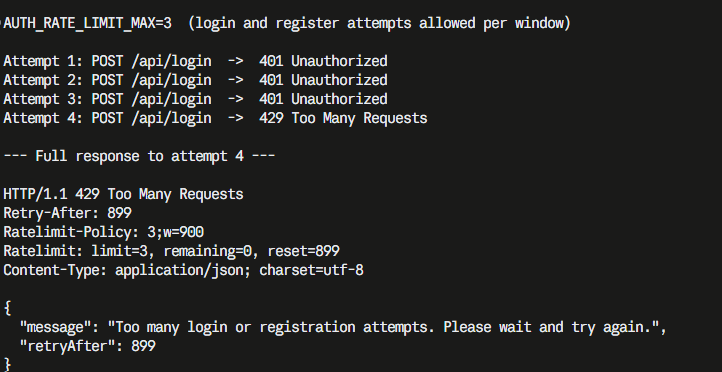 AUTH_RATE_LIMIT_MAX=3  (login and register attempts allowed per window)

Attempt 1: POST /api/login  ->  401 Unauthorized
Attempt 2: POST /api/login  ->  401 Unauthorized
Attempt 3: POST /api/login  ->  401 Unauthorized
Attempt 4: POST /api/login  ->  429 Too Many Requests

--- Full response to attempt 4 ---

HTTP/1.1 429 Too Many Requests
Retry-After: 899
Ratelimit-Policy: 3;w=900
Ratelimit: limit=3, remaining=0, reset=899
Content-Type: application/json; charset=utf-8

{
  "message": "Too many login or registration attempts. Please wait and try again.",
  "retryAfter": 899
}